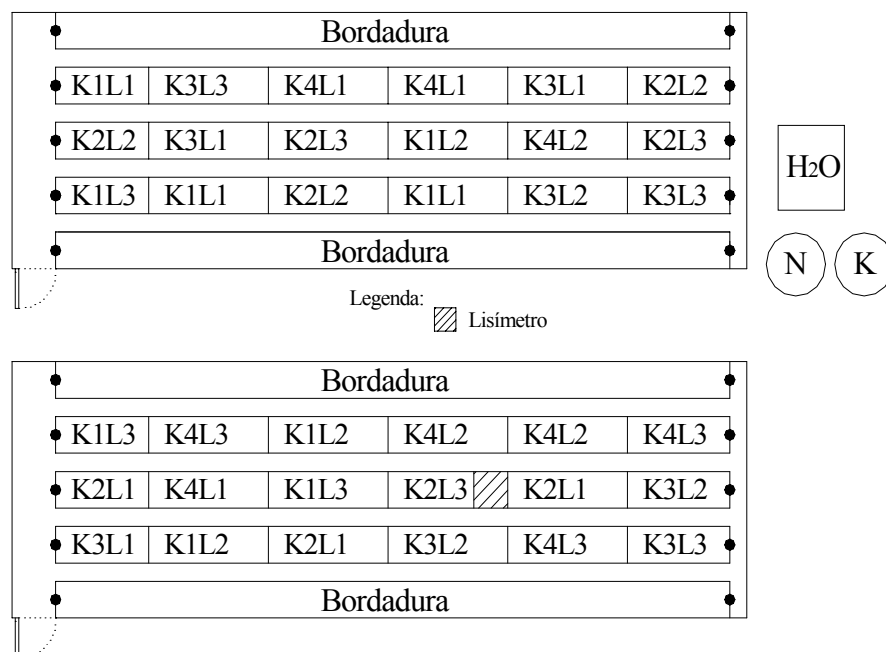 Bordadura
K1L1 K3L3 K4L1 K4L1 K3L1 K2L2
K2L2 K3L1 K2L3 K1L2 K4L2 K2L3
H2O
K1L3 K1L1 K2L2 K1L1 K3L2 K3L3
Bordadura
N K
Legenda:
Lisímetro
Bordadura
K1L3 K4L3 K1L2 K4L2 K4L2 K4L3
K2L1 K4L1 K1L3 K2L3 K2L1 K3L2
K3L1 K1L2 K2L1 K3L2 K4L3 K3L3
Bordadura